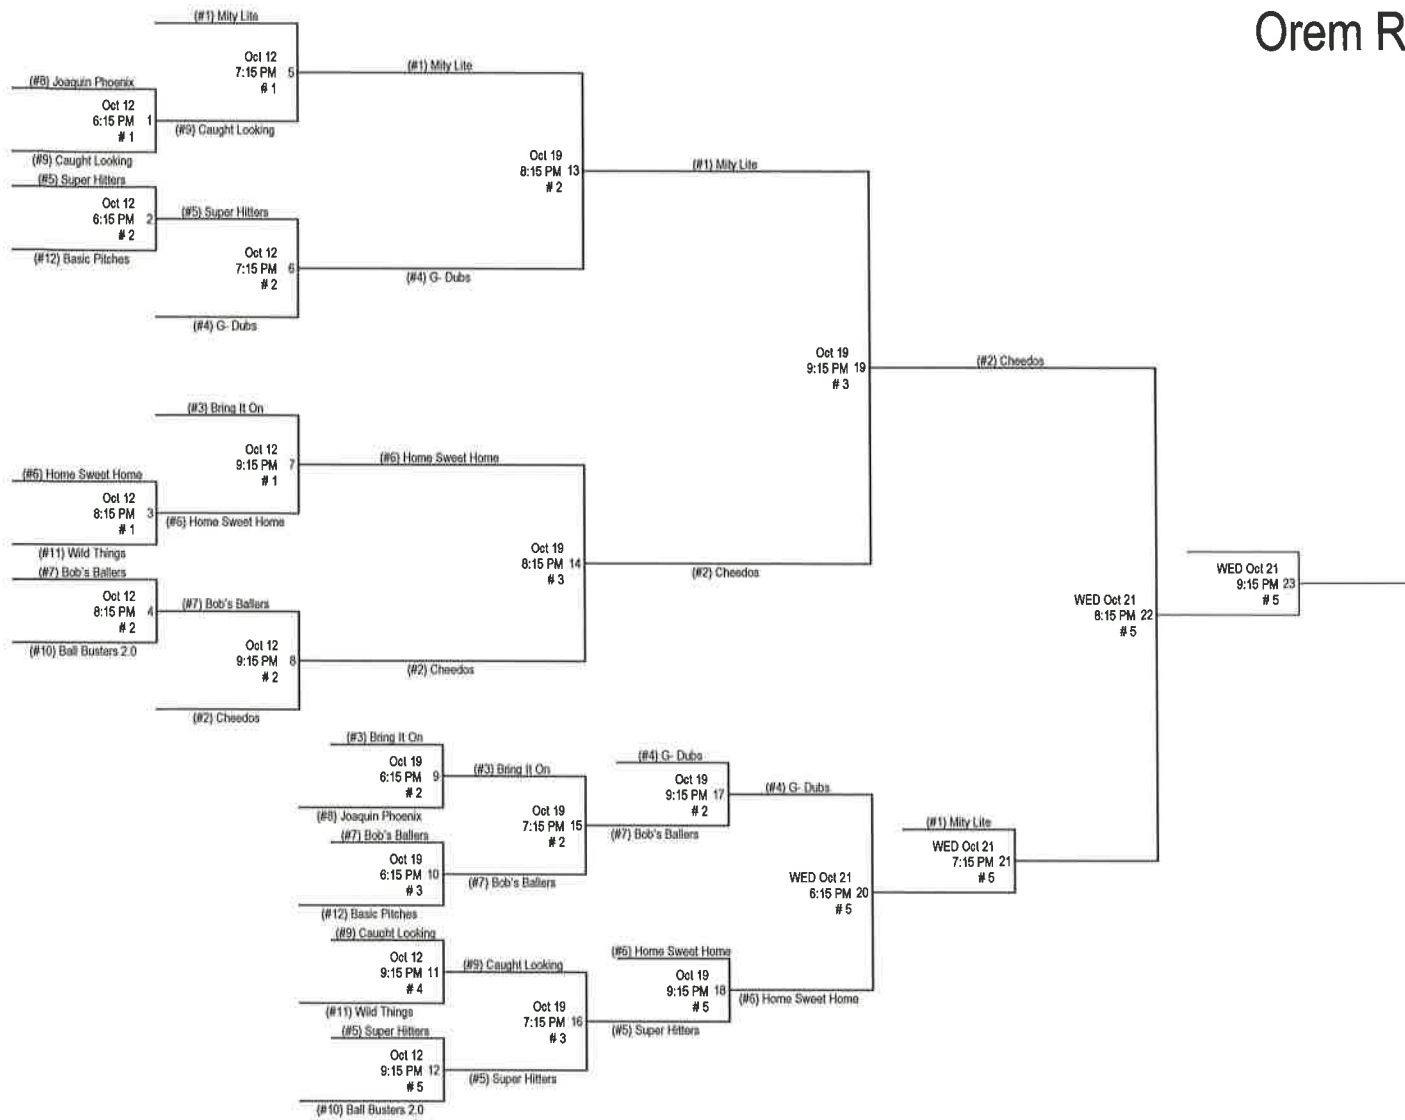 Orem R
(#1) Mity Lite
Oct 12
7:15 PM 5
# 1
(#1) Mity Lite
(#8) Joaquin Phoenix
Oct 12
6:15 PM 1
# 1
(#9) Caught Looking
(#9) Caught Looking
Oct 19
8:15 PM 13
# 2
(#1) Mity Lite
(#5) Super Hitters
Oct 12
6:15 PM 2
# 2
(#5) Super Hitters
(#12) Basic Pitches
Oct 12
7:15 PM 6
# 2
(#4) G- Dubs
(#4) G- Dubs
Oct 19
9:15 PM 19
# 3
(#2) Cheedos
(#3) Bring It On
Oct 12
9:15 PM 7
# 1
(#6) Home Sweet Home
(#6) Home Sweet Home
Oct 12
8:15 PM 3
# 1
(#6) Home Sweet Home
(#11) Wild Things
Oct 19
8:15 PM 14
# 3
(#2) Cheedos
(#7) Bob's Ballers
Oct 12
8:15 PM 4
# 2
(#7) Bob's Ballers
(#10) Ball Busters 2.0
Oct 12
9:15 PM 8
# 2
(#2) Cheedos
(#2) Cheedos
WED Oct 21
8:15 PM 22
# 5
WED Oct 21
9:15 PM 23
# 5
(#3) Bring It On
Oct 19
6:15 PM 9
# 2
(#3) Bring It On
(#8) Joaquin Phoenix
Oct 19
7:15 PM 15
# 2
(#7) Bob's Ballers
Oct 19
6:15 PM 10
# 3
(#7) Bob's Ballers
(#12) Basic Pitches
(#4) G- Dubs
Oct 19
9:15 PM 17
# 2
(#4) G- Dubs
(#7) Bob's Ballers
(#1) Mity Lite
WED Oct 21
7:15 PM 21
# 5
WED Oct 21
6:15 PM 20
# 5
(#9) Caught Looking
Oct 12
9:15 PM 11
# 4
(#9) Caught Looking
(#11) Wild Things
Oct 19
7:15 PM 16
# 3
(#6) Home Sweet Home
Oct 19
9:15 PM 18
# 5
(#6) Home Sweet Home
(#5) Super Hitters
(#5) Super Hitters
Oct 12
9:15 PM 12
# 5
(#5) Super Hitters
(#10) Ball Busters 2.0